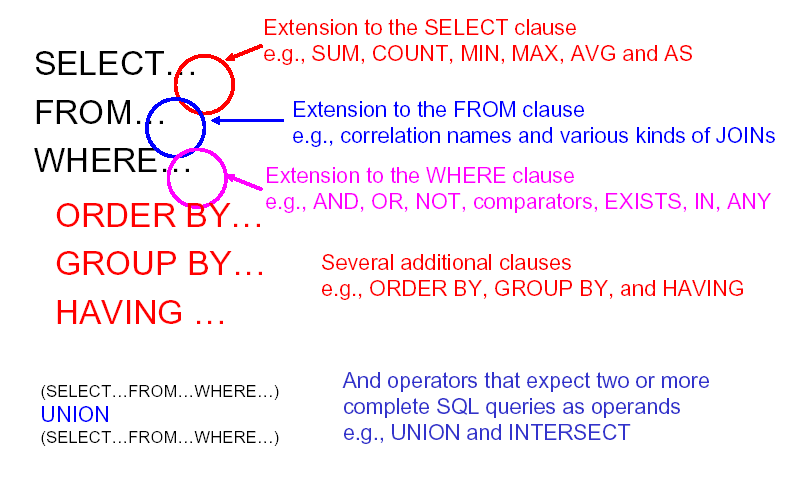 SELECT…
Extension to the SELECT clause
e.g., SUM, COUNT, MIN, MAX, AVG and AS
FROM…
Extension to the FROM clause
e.g., correlation names and various kinds of JOINs
WHERE…
Extension to the WHERE clause
e.g., AND, OR, NOT, comparators, EXISTS, IN, ANY
ORDER BY…
GROUP BY…
HAVING …
Several additional clauses
e.g., ORDER BY, GROUP BY, and HAVING
(SELECT…FROM…WHERE…)
UNION
(SELECT…FROM…WHERE…)
And operators that expect two or more
complete SQL queries as operands
e.g., UNION and INTERSECT